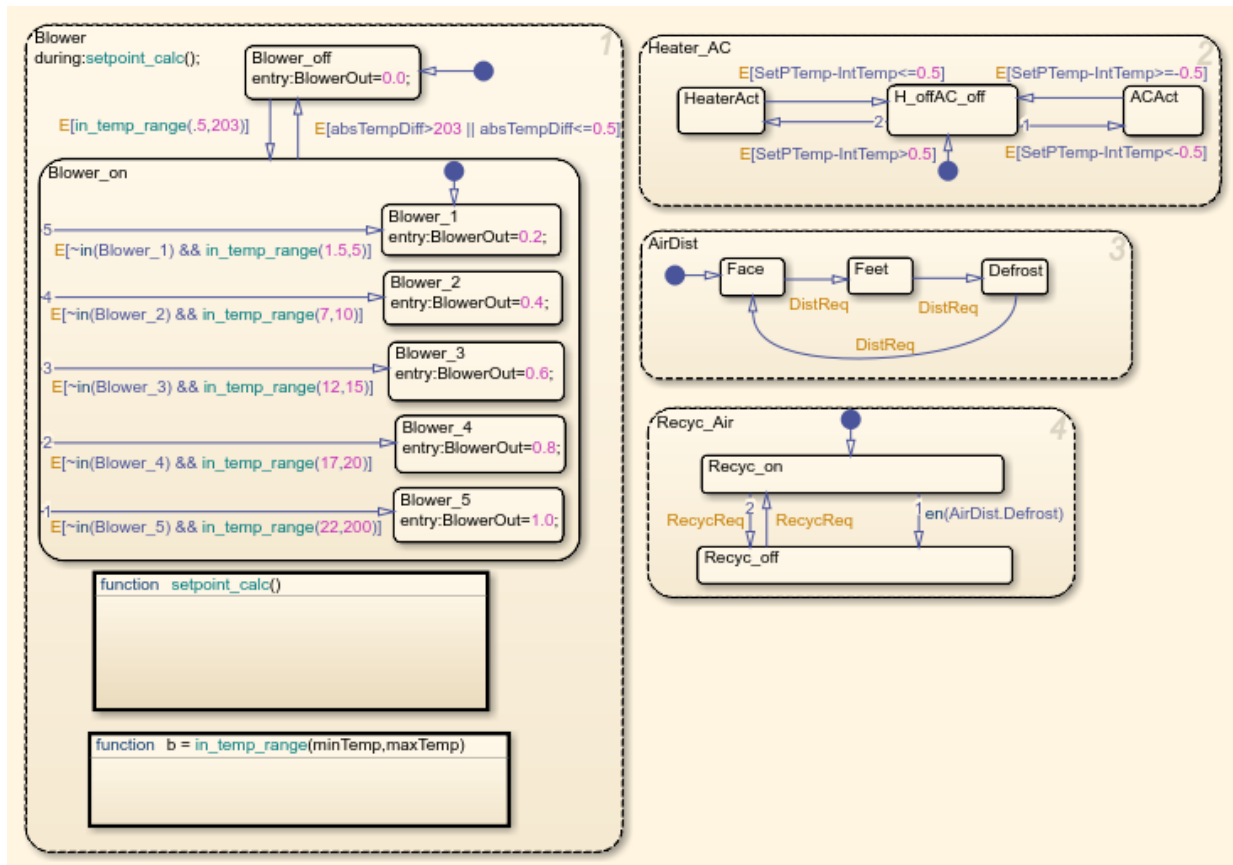 Blower
during:setpoint_calc();
1
Blower_off
entry:BlowerOut=0.0;
E[in_temp_range(.5,203)]
E[absTempDiff>203 || absTempDiff<=0.5]
Blower_on
Blower_1
entry:BlowerOut=0.2;
5
E[~in(Blower_1) && in_temp_range(1.5,5)]
Blower_2
entry:BlowerOut=0.4;
4
E[~in(Blower_2) && in_temp_range(7,10)]
Blower_3
entry:BlowerOut=0.6;
3
E[~in(Blower_3) && in_temp_range(12,15)]
Blower_4
entry:BlowerOut=0.8;
2
E[~in(Blower_4) && in_temp_range(17,20)]
Blower_5
entry:BlowerOut=1.0;
1
E[~in(Blower_5) && in_temp_range(22,200)]
function setpoint_calc()
function b = in_temp_range(minTemp,maxTemp)
Heater_AC
2
E[SetPTemp-IntTemp<=0.5]
E[SetPTemp-IntTemp>=-0.5]
HeaterAct
H_offAC_off
ACAct
2
1
E[SetPTemp-IntTemp>0.5]
E[SetPTemp-IntTemp<-0.5]
AirDist
3
Face
Feet
Defrost
DistReq
DistReq
DistReq
Recyc_Air
4
Recyc_on
RecycReq
2
RecycReq
1
en(AirDist.Defrost)
Recyc_off